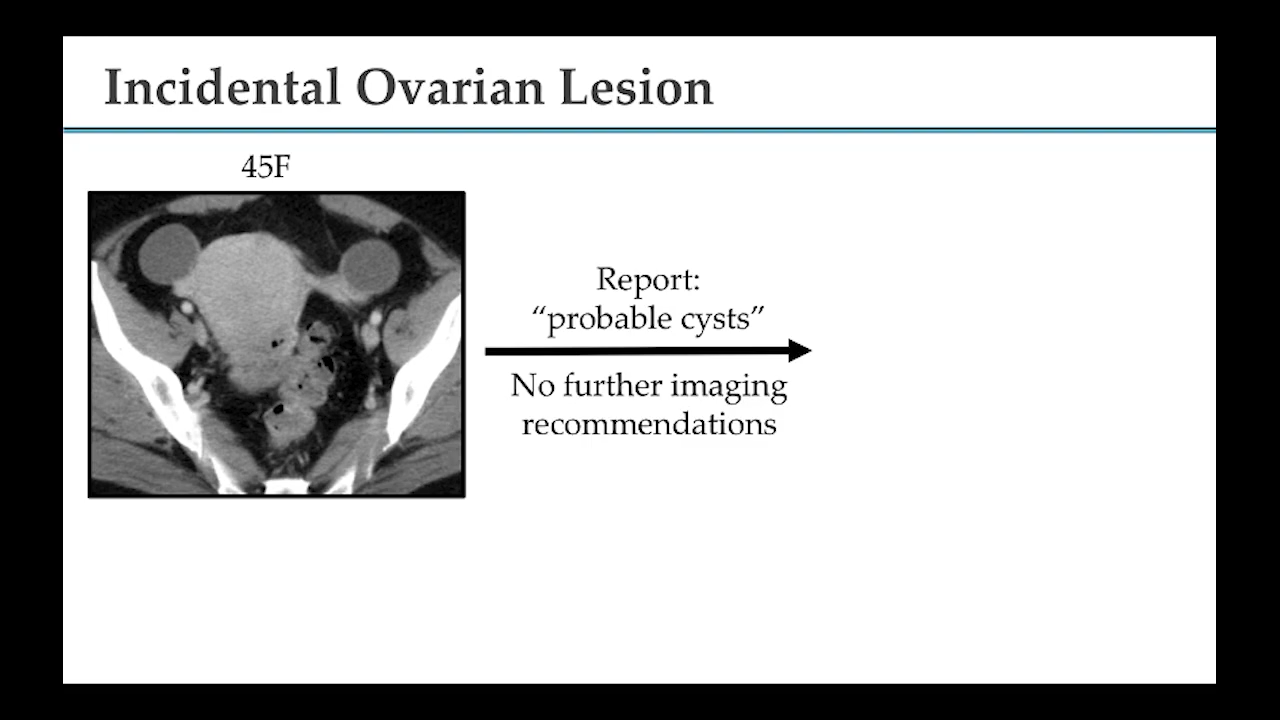 Incidental Ovarian Lesion
45F
Report:
“probable cysts”
No further imaging
recommendations